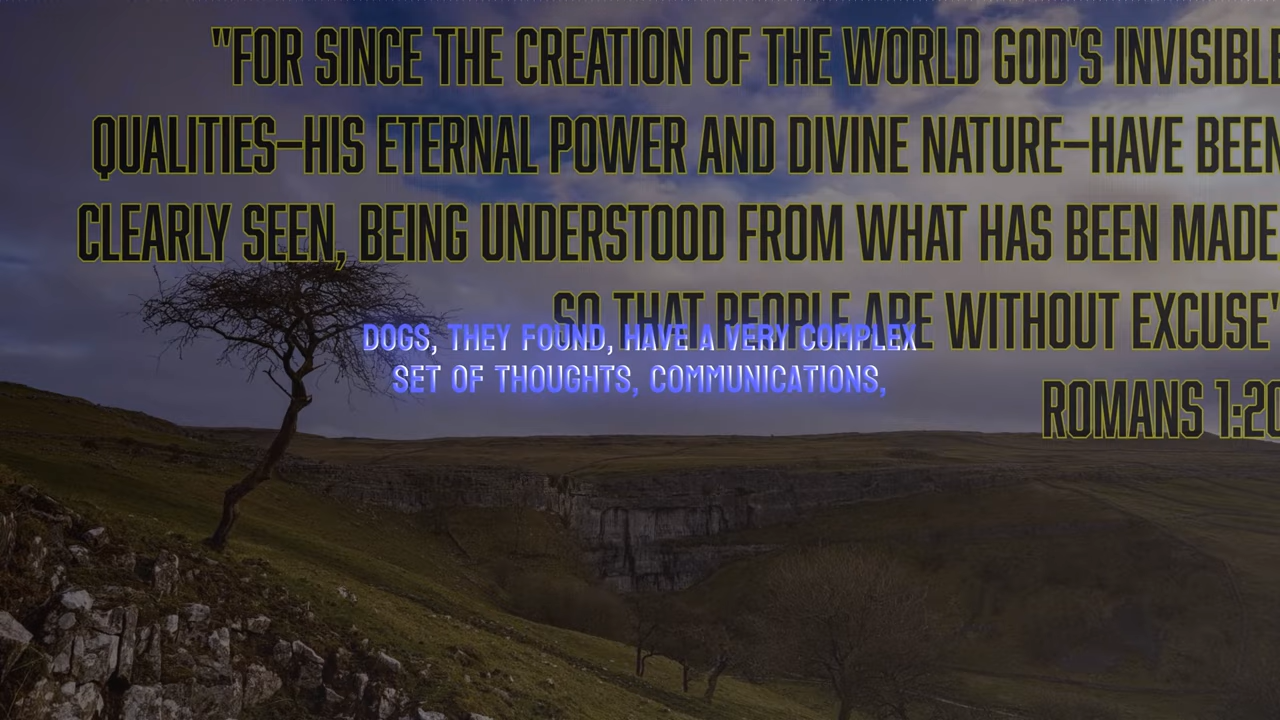 "FOR SINCE THE CREATION OF THE WORLD GOD'S INVISIBLE
QUALITIES–HIS ETERNAL POWER AND DIVINE NATURE–HAVE BEEN
CLEARLY SEEN, BEING UNDERSTOOD FROM WHAT HAS BEEN MADE,
SO THAT PEOPLE ARE WITHOUT EXCUSE"
ROMANS 1:20
DOGS, THEY FOUND, HAVE A VERY COMPLEX
SET OF THOUGHTS, COMMUNICATIONS,